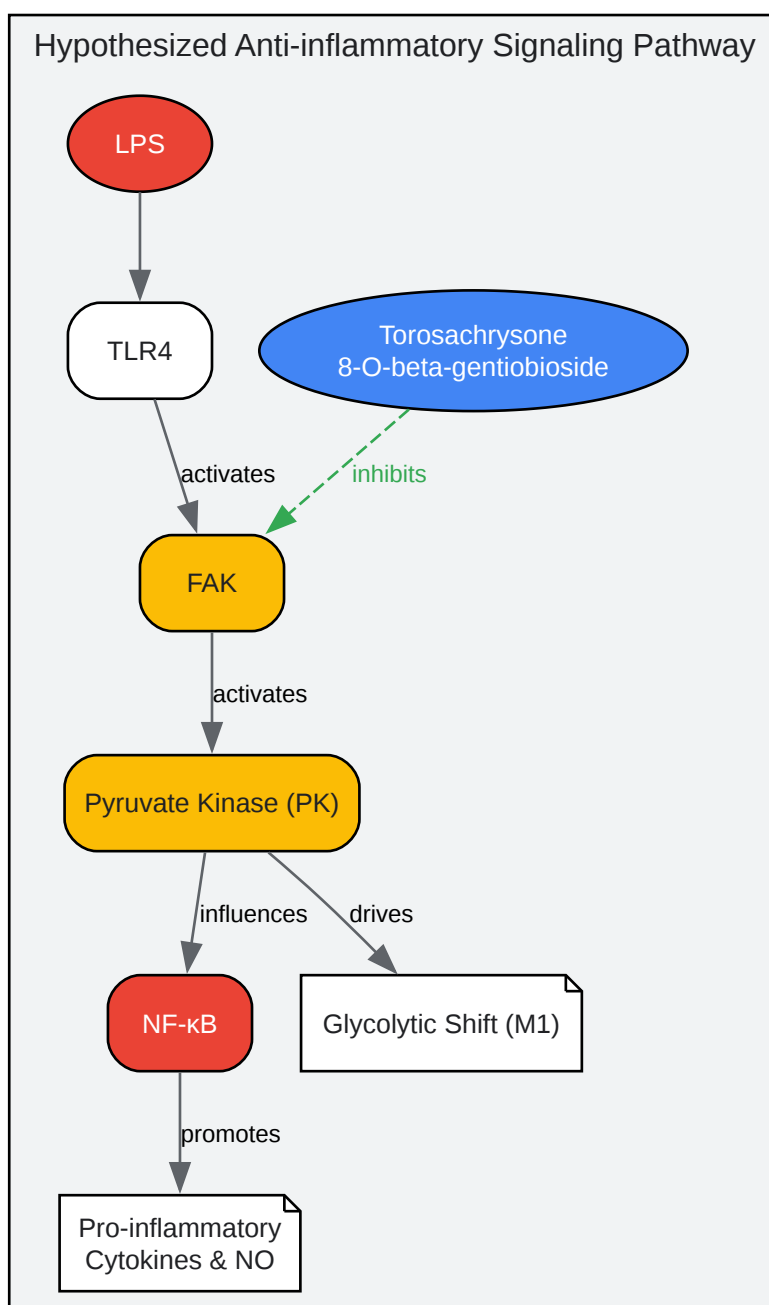 Hypothesized Anti-inflammatory Signaling Pathway
LPS
TLR4
Torosachrysone
8-O-beta-gentiobioside
activates
inhibits
FAK
activates
Pyruvate Kinase (PK)
influences
drives
NF-κB
Glycolytic Shift (M1)
promotes
Pro-inflammatory
Cytokines & NO